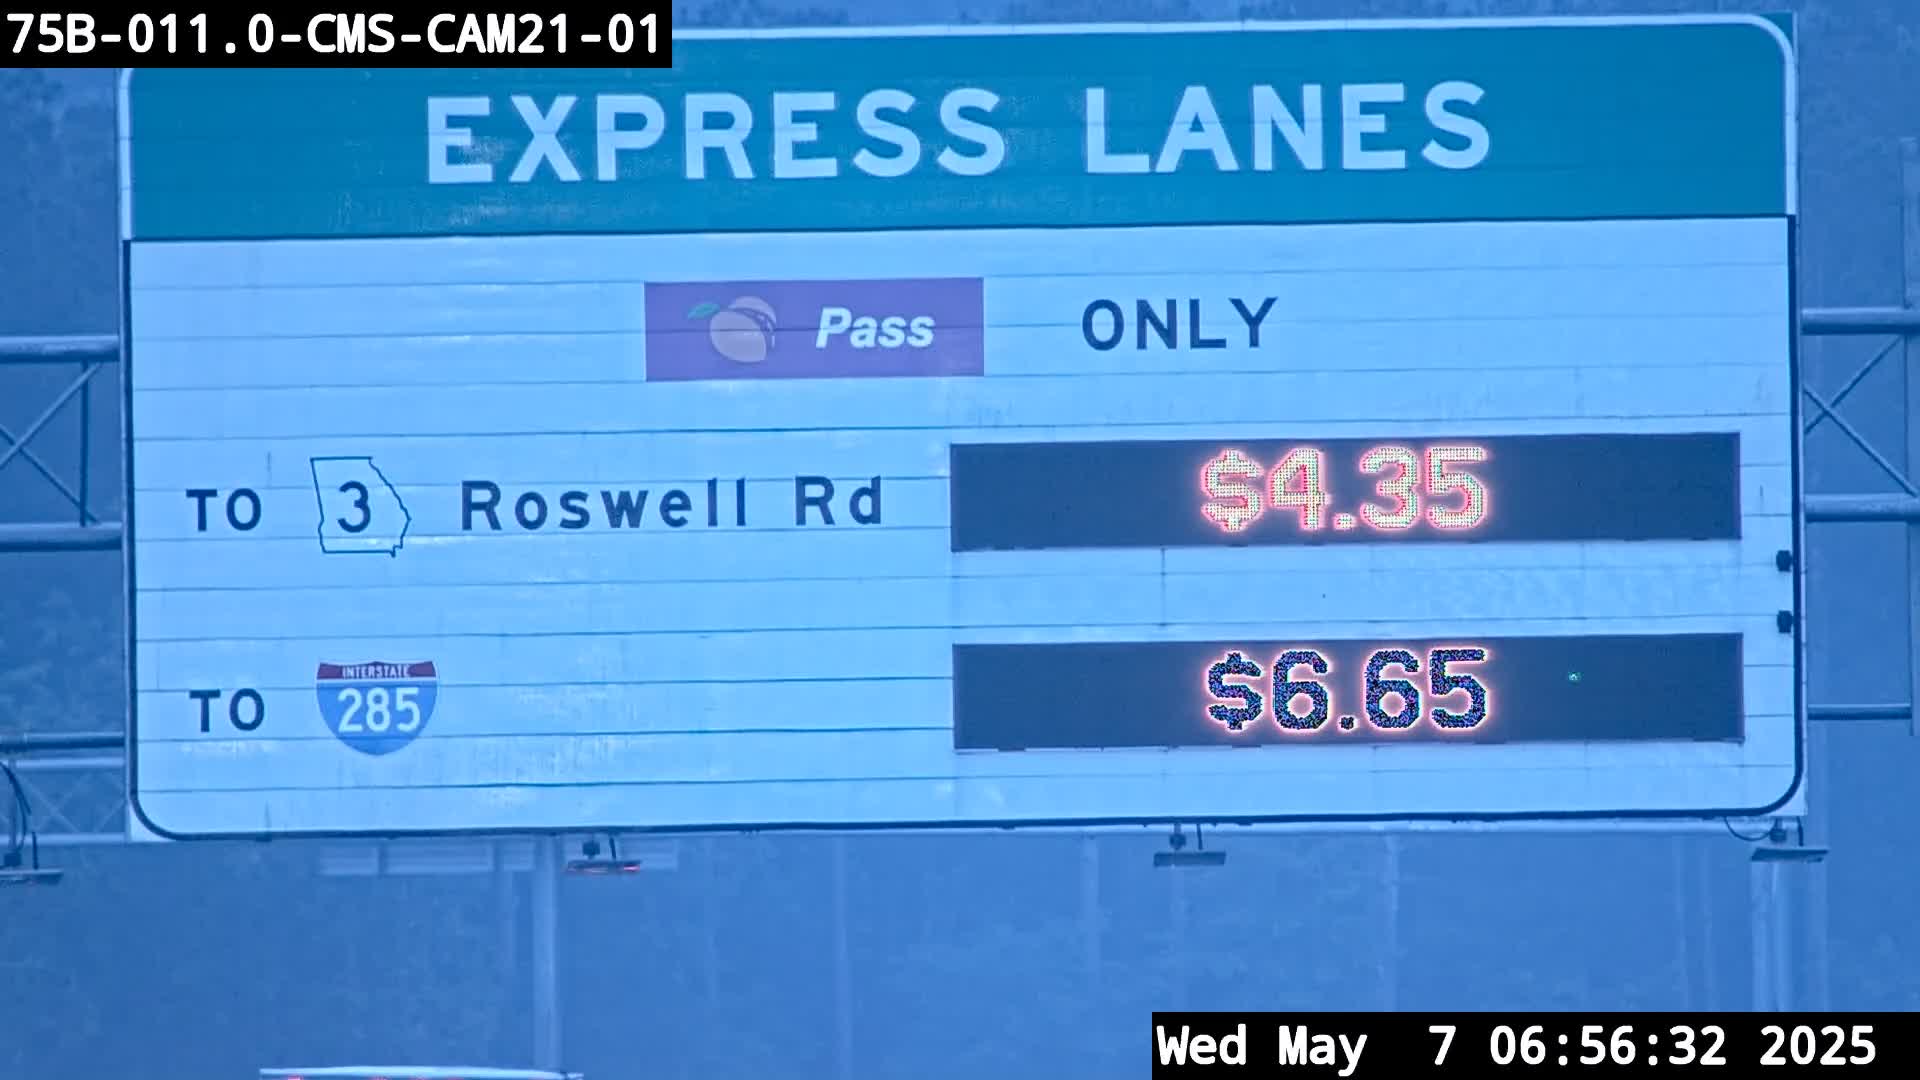 75B-011.0-CMS-CAM21-01
EXPRESS LANES
Pass ONLY
TO 3 Roswell Rd $4.35
TO INTERSTATE 285 $6.65
Wed May 7 06:56:32 2025